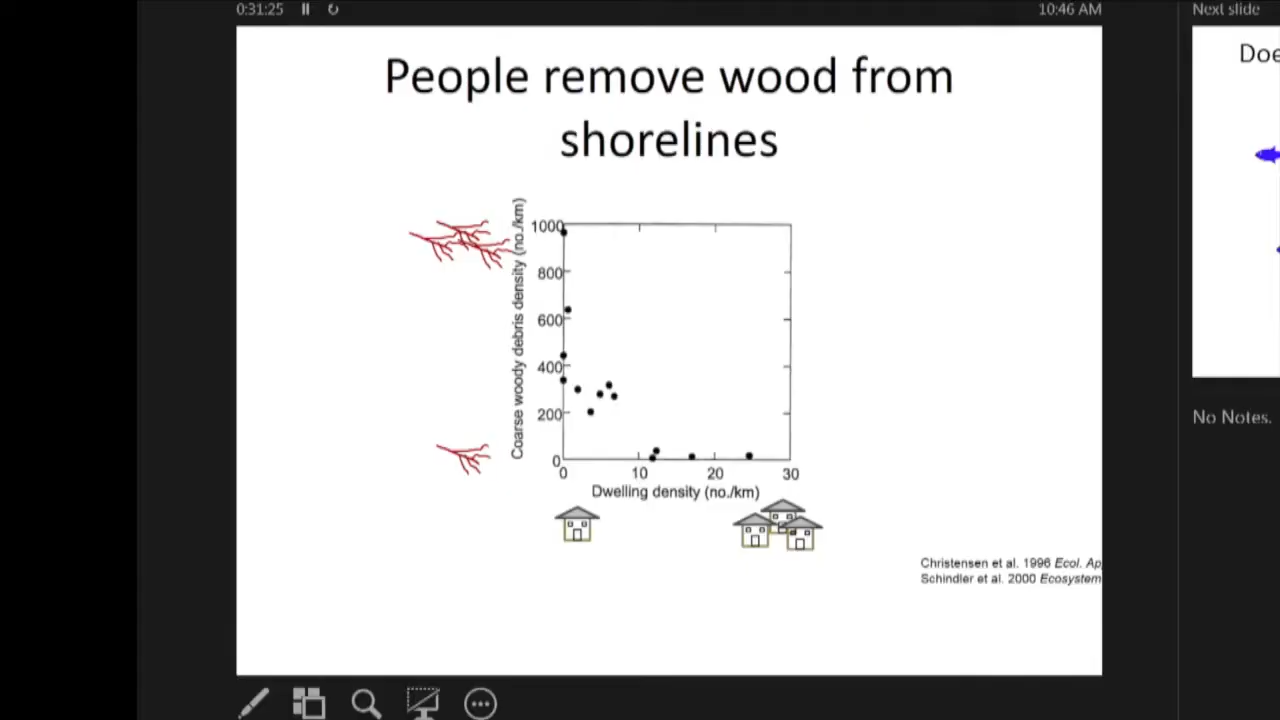 0:31:25
10:46 AM
Next slide
People remove wood from
shorelines
Coarse woody debris density (no./km)
1000
800
600
400
200
0
0 10 20 30
Dwelling density (no./km)
Christensen et al. 1996 Ecol. Ap
Schindler et al. 2000 Ecosystem
Doe
No Notes.